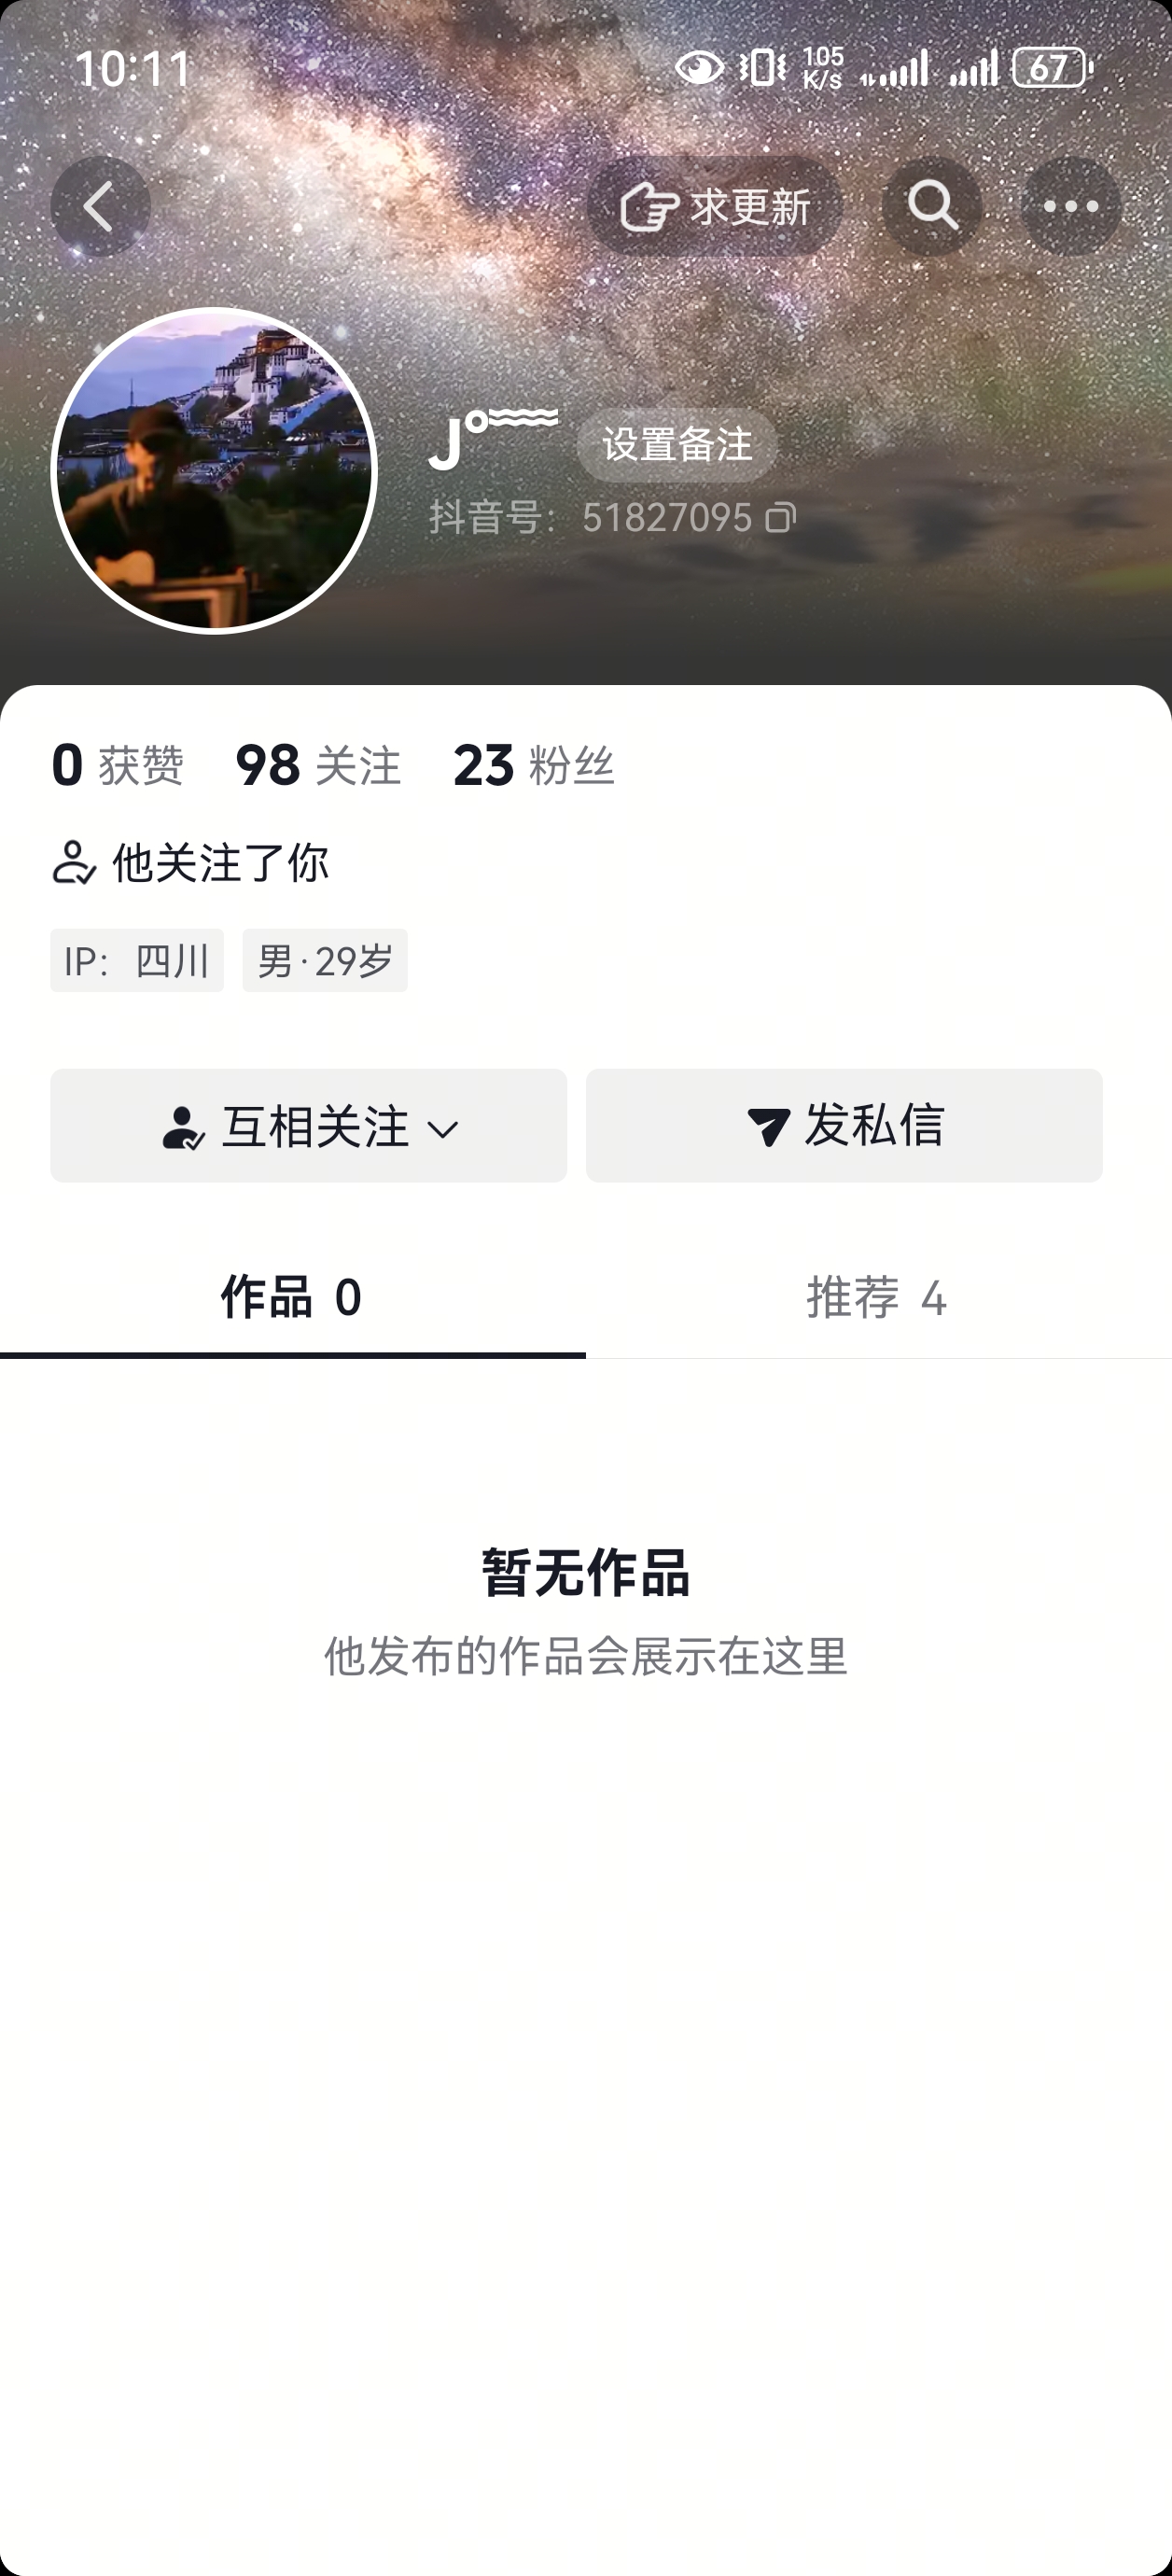 10:11 105 K/s 67
求更新
J°﹌﹌ 设置备注
抖音号：51827095
0 获赞 98 关注 23 粉丝
他关注了你
IP：四川 男·29岁
互相关注 发私信
作品 0 推荐 4
暂无作品
他发布的作品会展示在这里